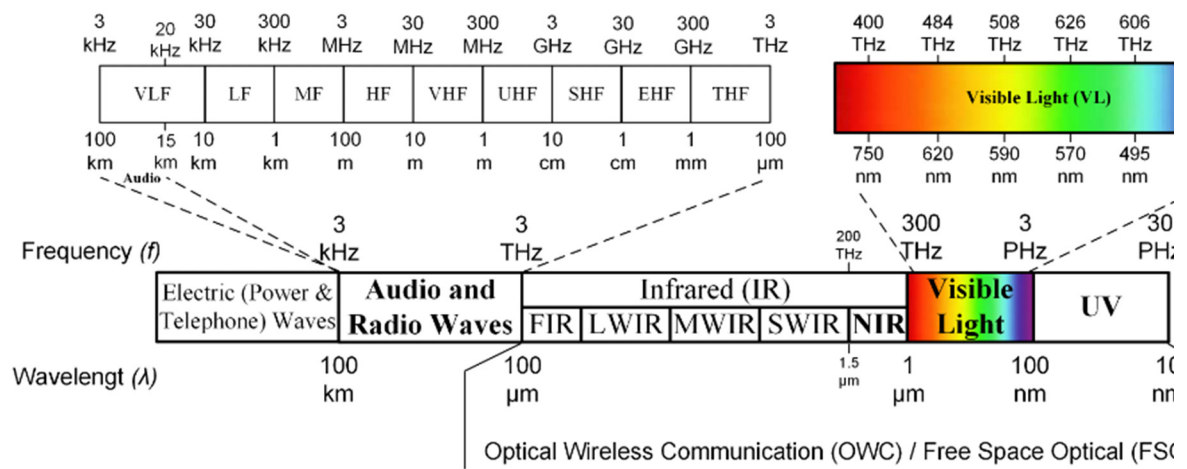 3 kHz 20 kHz 30 kHz 300 kHz 3 MHz 30 MHz 300 MHz 3 GHz 30 GHz 300 GHz 3 THz
VLF LF MF HF VHF UHF SHF EHF THF
100 km 15 km 10 km 1 km 100 m 10 m 1 m 10 cm 1 cm 1 mm 100 µm
Audio
400 THz 484 THz 508 THz 626 THz 606 THz
Visible Light (VL)
750 nm 620 nm 590 nm 570 nm 495 nm
Frequency (f) 3 kHz 3 THz 200 THz 300 THz 3 PHz 30 PHz
Electric (Power & Telephone) Waves
Audio and Radio Waves
Infrared (IR)
FIR LWIR MWIR SWIR NIR
Visible Light
UV
Wavelengt (λ) 100 km 100 µm 1.5 µm 1 µm 100 nm 10 nm
Optical Wireless Communication (OWC) / Free Space Optical (FSO